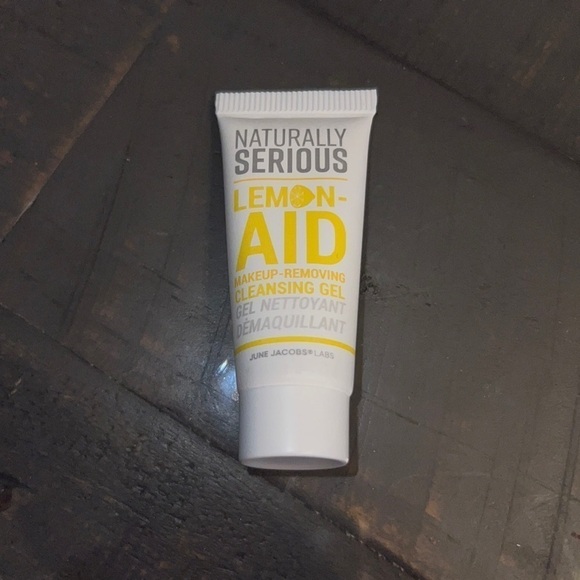 NATURALLY
SERIOUS
LEMON-
AID
MAKEUP-REMOVING
CLEANSING GEL
GEL NETTOYANT
DÉMAQUILLANT
JUNE JACOBS® LABS